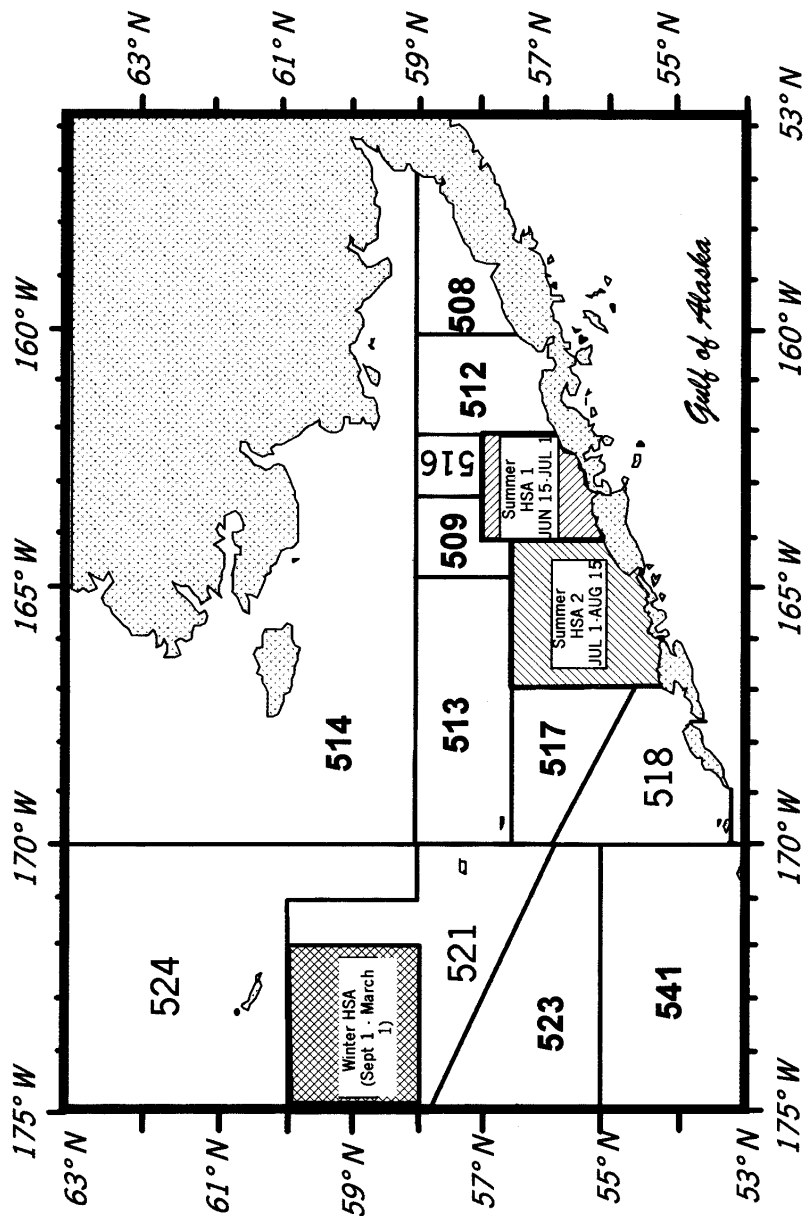 175° W
170° W
165° W
160° W
63° N
61° N
59° N
57° N
55° N
53° N
524
514
Winter HSA
(Sept 1 - March
1)
521
513
509
516
512
508
523
517
Summer
HSA 2
JUL 1-AUG 15
Summer
HSA 1
JUN 15-JUL 1
541
518
Gulf of Alaska
63° N
61° N
59° N
57° N
55° N
53° N
175° W
170° W
165° W
160° W